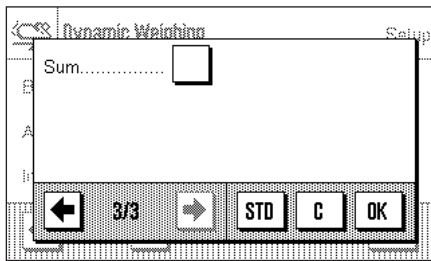 Dynamic Weighing Setup
Sum...............
3/3 STD C OK